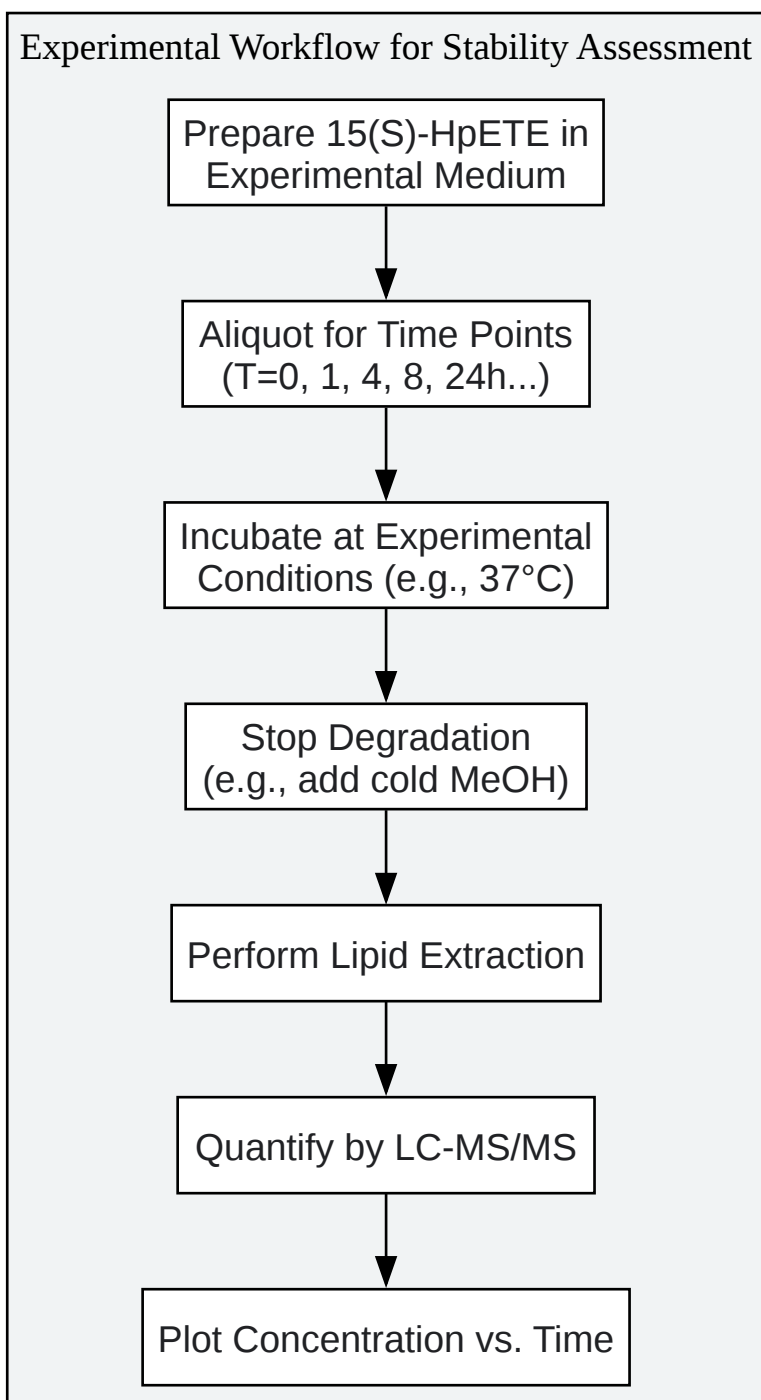 Experimental Workflow for Stability Assessment
Prepare 15(S)-HpETE in
Experimental Medium
Aliquot for Time Points
(T=0, 1, 4, 8, 24h...)
Incubate at Experimental
Conditions (e.g., 37°C)
Stop Degradation
(e.g., add cold MeOH)
Perform Lipid Extraction
Quantify by LC-MS/MS
Plot Concentration vs. Time